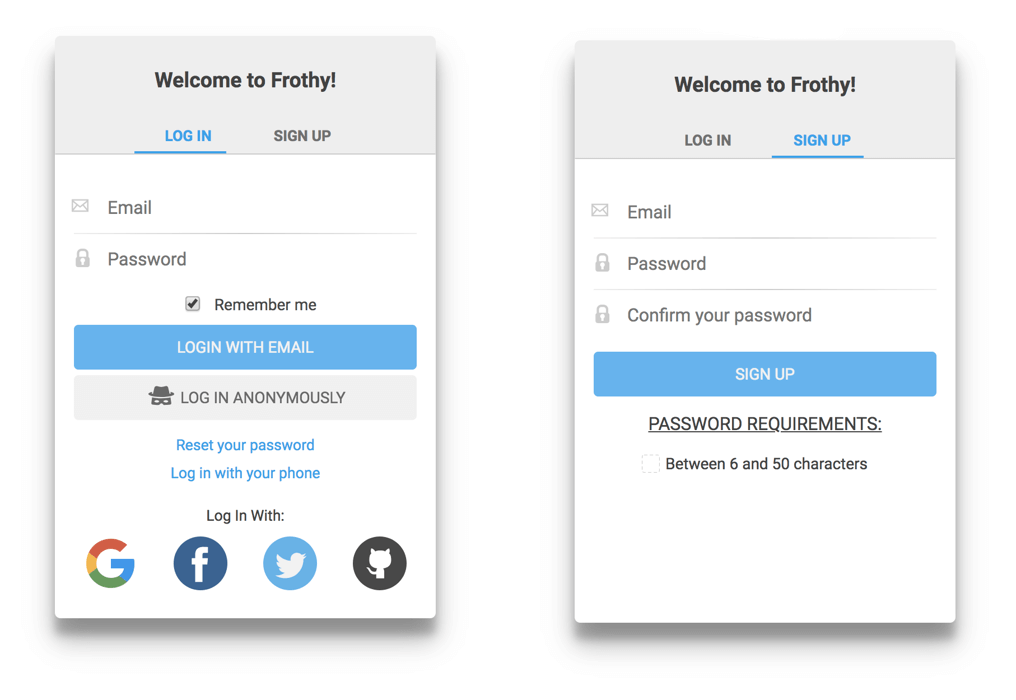 Welcome to Frothy!
LOG IN SIGN UP
Email
Password
Remember me
LOGIN WITH EMAIL
LOG IN ANONYMOUSLY
Reset your password
Log in with your phone
Log In With:
Welcome to Frothy!
LOG IN SIGN UP
Email
Password
Confirm your password
SIGN UP
PASSWORD REQUIREMENTS:
Between 6 and 50 characters